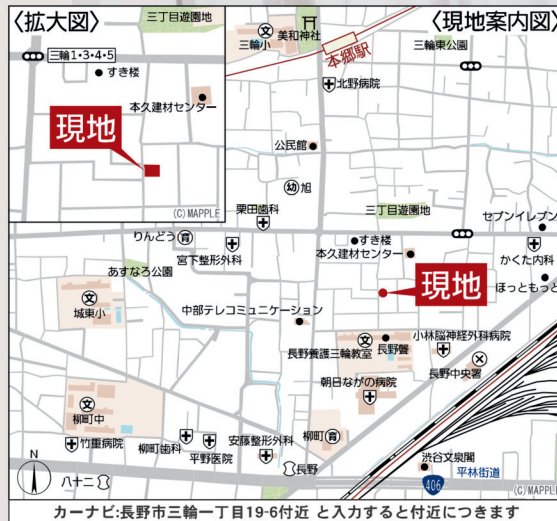 〈拡大図〉
三丁目遊園地
三輪1・3・4・5
すき楼
本久建材センター
現地
(C)MAPPLE
〈現地案内図〉
文
三輪小
美和神社
本郷駅
三輪東公園
北野病院
公民館
幼 旭
栗田歯科
三丁目遊園地
セブンイレブン
りんどう 育
すき楼
宮下整形外科
本久建材センター
かくた内科
あすなろ公園
現地
ほっともっと
文
城東小
中部テレコミュニケーション
文
長野養護三輪教室
長野聾
小林脳神経外科病院
長野中央署
朝日ながの病院
文
柳町中
竹重病院
柳町歯科
平野医院
安藤整形外科
柳町 育
渋谷文泉閣
平林街道
N
八十二
長野
406
(C)MAPPLE
カーナビ:長野市三輪一丁目19-6付近 と入力すると付近につきます